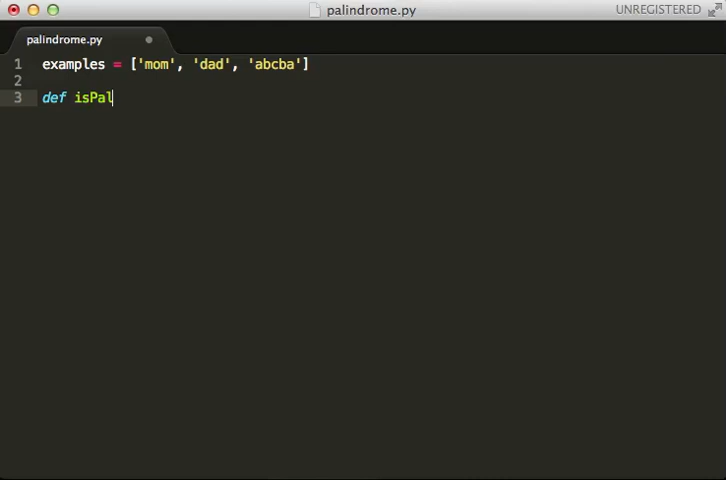 palindrome.py
UNREGISTERED
palindrome.py
1 examples = ['mom', 'dad', 'abcba']
2
3 def isPal